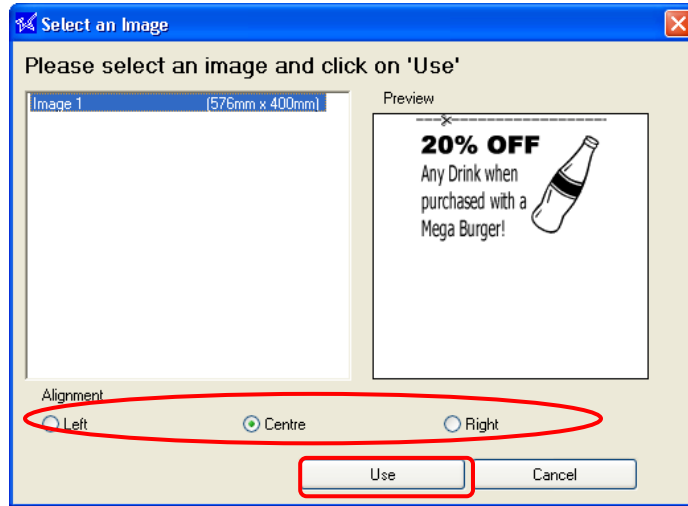 Select an Image
Please select an image and click on 'Use'
Image 1 (576mm x 400mm)
Preview
20% OFF
Any Drink when
purchased with a
Mega Burger!
Alignment
Left Centre Right
Use Cancel